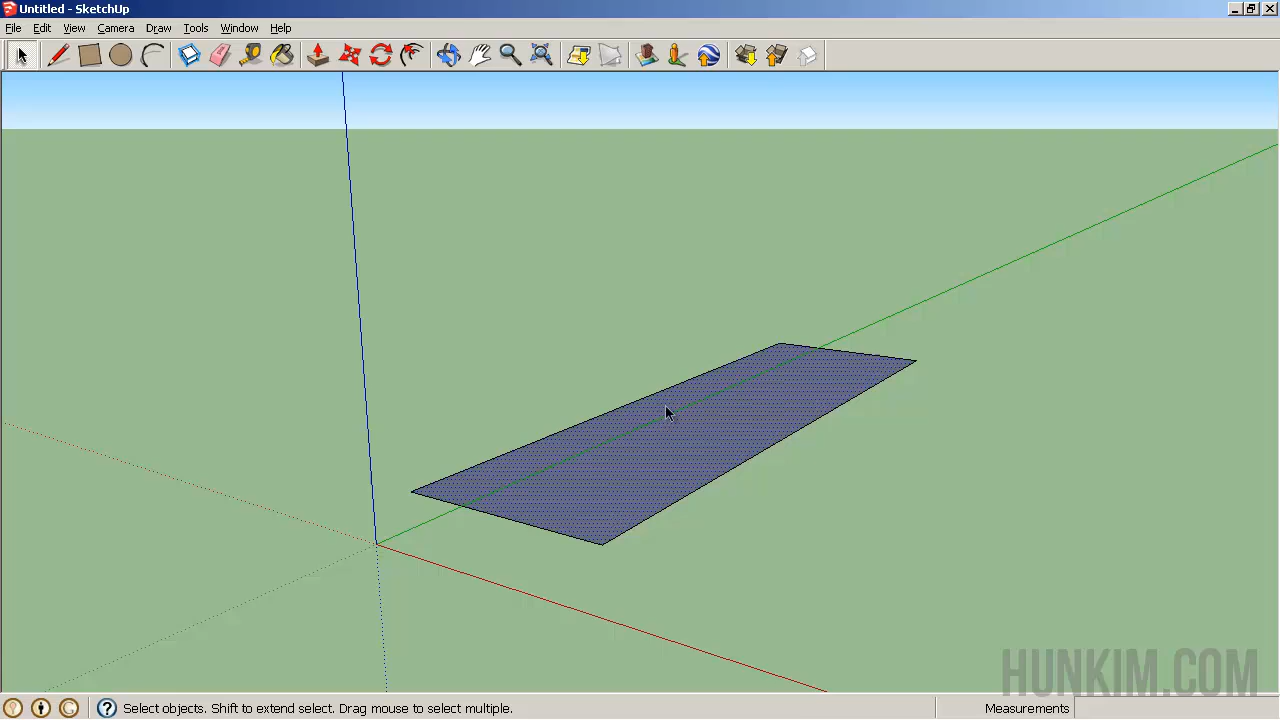 Untitled - SketchUp
File Edit View Camera Draw Tools Window Help
HUNKIM.COM
Select objects. Shift to extend select. Drag mouse to select multiple.
Measurements